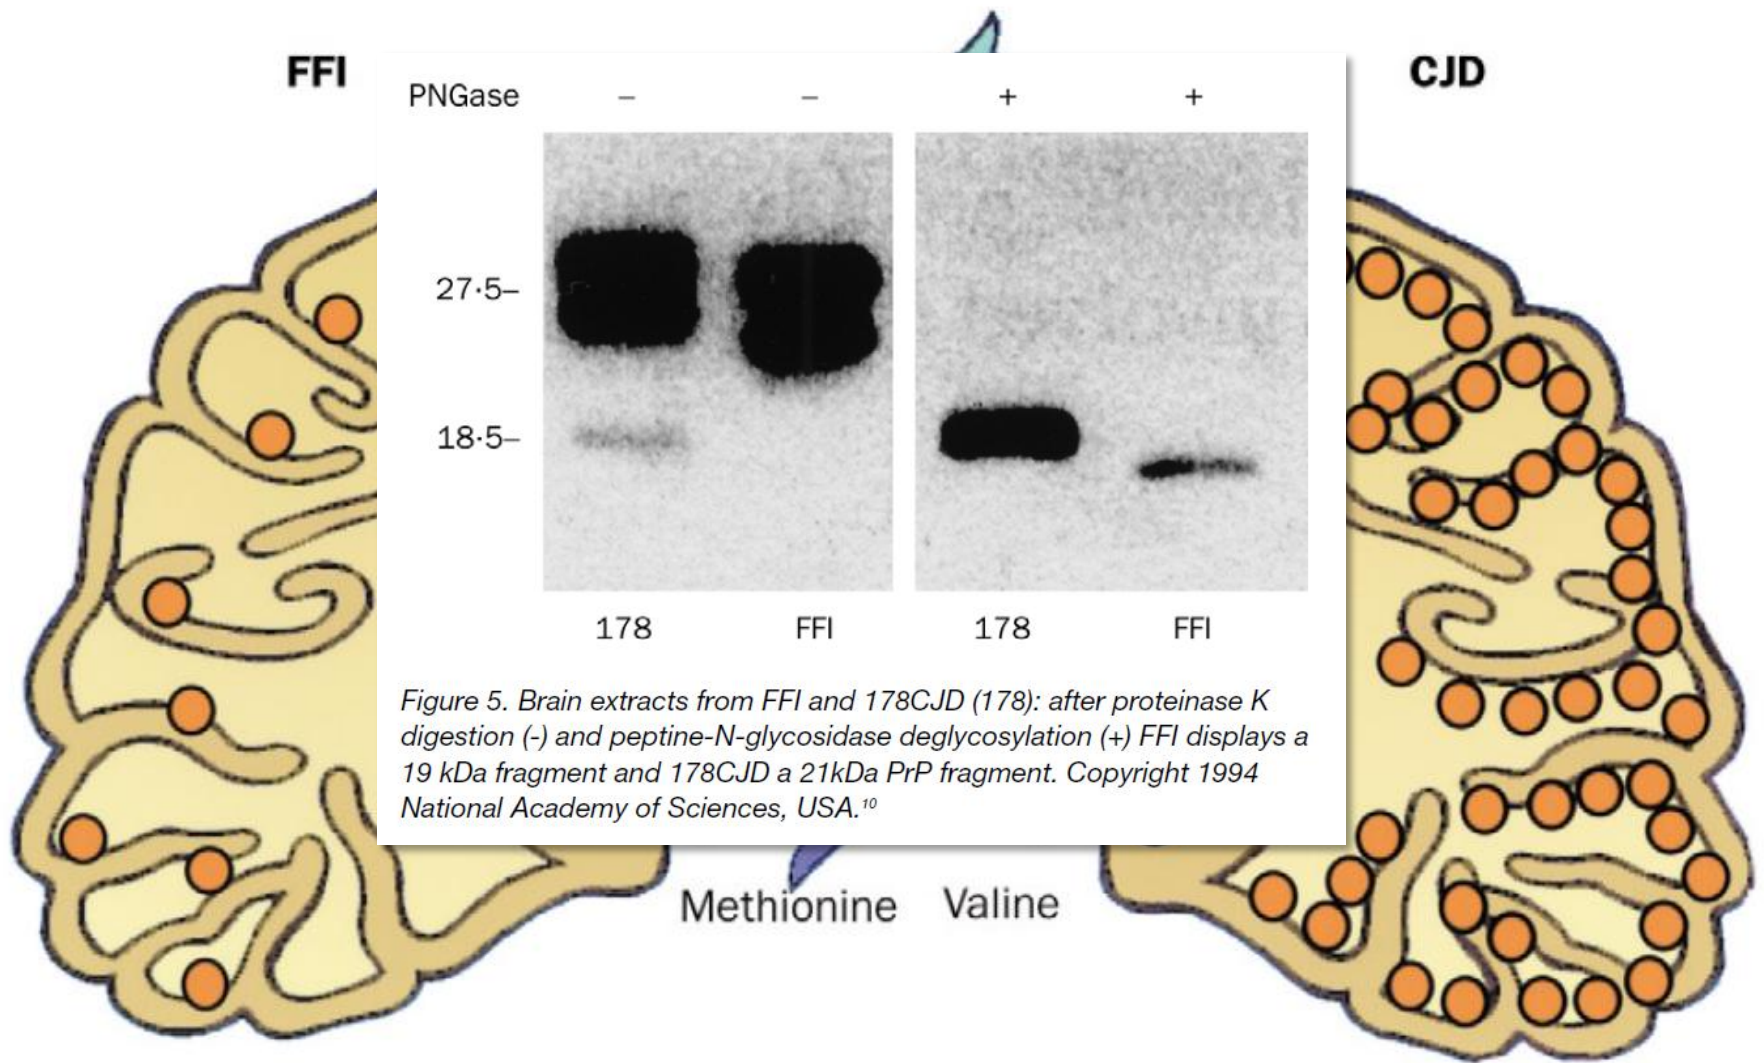 FFI
CJD
PNGase – – + +
27·5–
18·5–
178 FFI 178 FFI
Figure 5. Brain extracts from FFI and 178CJD (178): after proteinase K
digestion (-) and peptine-N-glycosidase deglycosylation (+) FFI displays a
19 kDa fragment and 178CJD a 21kDa PrP fragment. Copyright 1994
National Academy of Sciences, USA.¹⁰
Methionine Valine